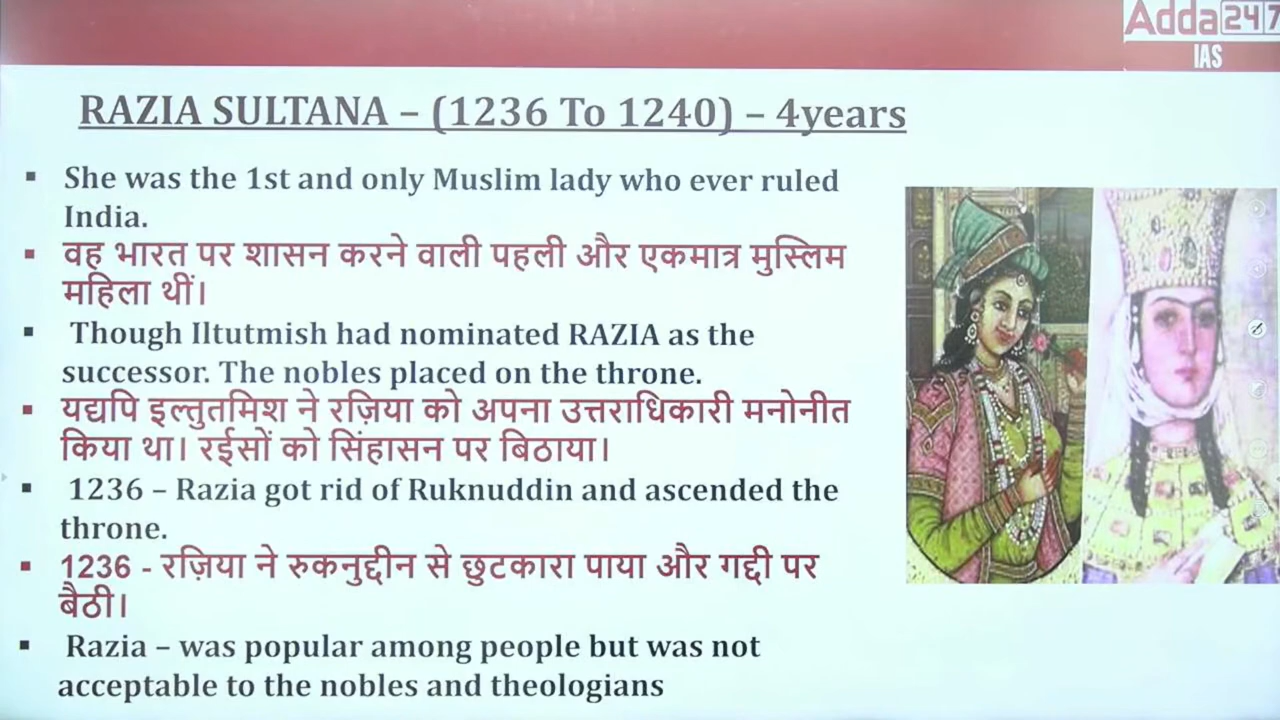 Adda247
IAS
RAZIA SULTANA – (1236 To 1240) – 4years
▪ She was the 1st and only Muslim lady who ever ruled
India.
▪ वह भारत पर शासन करने वाली पहली और एकमात्र मुस्लिम
महिला थीं।
▪ Though Iltutmish had nominated RAZIA as the
successor. The nobles placed on the throne.
▪ यद्यपि इल्तुतमिश ने रज़िया को अपना उत्तराधिकारी मनोनीत
किया था। रईसों को सिंहासन पर बिठाया।
▪ 1236 – Razia got rid of Ruknuddin and ascended the
throne.
▪ 1236 - रज़िया ने रुकनुद्दीन से छुटकारा पाया और गद्दी पर
बैठी।
▪ Razia – was popular among people but was not
acceptable to the nobles and theologians